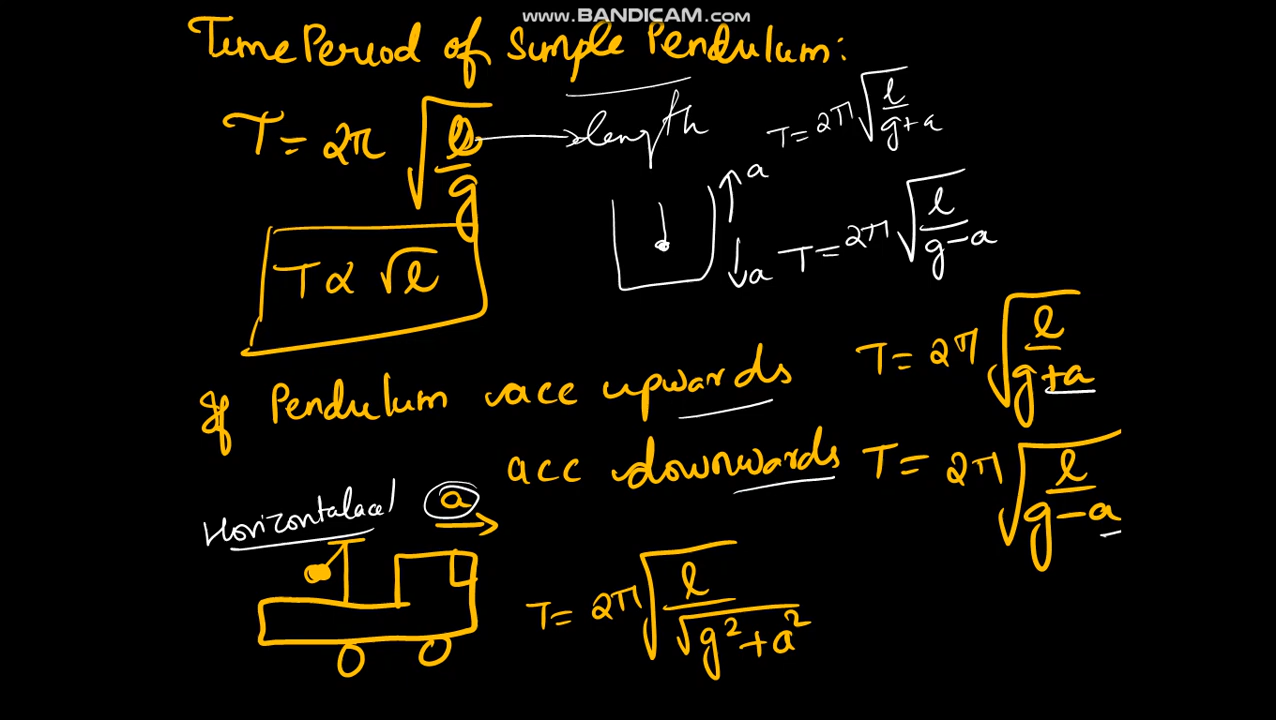 www.BANDICAM.com
Time Period of Simple Pendulum:
T = 2π √(l/g) → length
T = 2π √(l/g+a)
a
T ∝ √l
a T = 2π √(l/g-a)
If Pendulum acc upwards T = 2π √(l/g+a)
acc downwards T = 2π √(l/g-a)
Horizontal acc a
T = 2π √(l/√g²+a²)